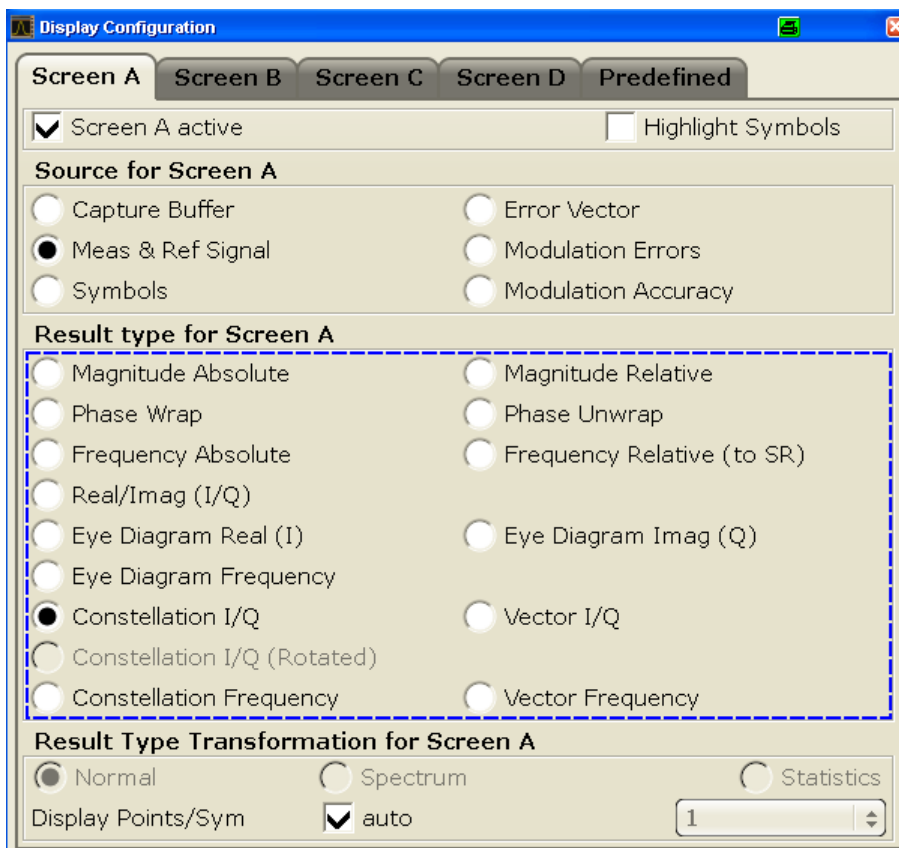 Display Configuration
Screen A Screen B Screen C Screen D Predefined
Screen A active Highlight Symbols
Source for Screen A
Capture Buffer Error Vector
Meas & Ref Signal Modulation Errors
Symbols Modulation Accuracy
Result type for Screen A
Magnitude Absolute Magnitude Relative
Phase Wrap Phase Unwrap
Frequency Absolute Frequency Relative (to SR)
Real/Imag (I/Q)
Eye Diagram Real (I) Eye Diagram Imag (Q)
Eye Diagram Frequency
Constellation I/Q Vector I/Q
Constellation I/Q (Rotated)
Constellation Frequency Vector Frequency
Result Type Transformation for Screen A
Normal Spectrum Statistics
Display Points/Sym auto 1